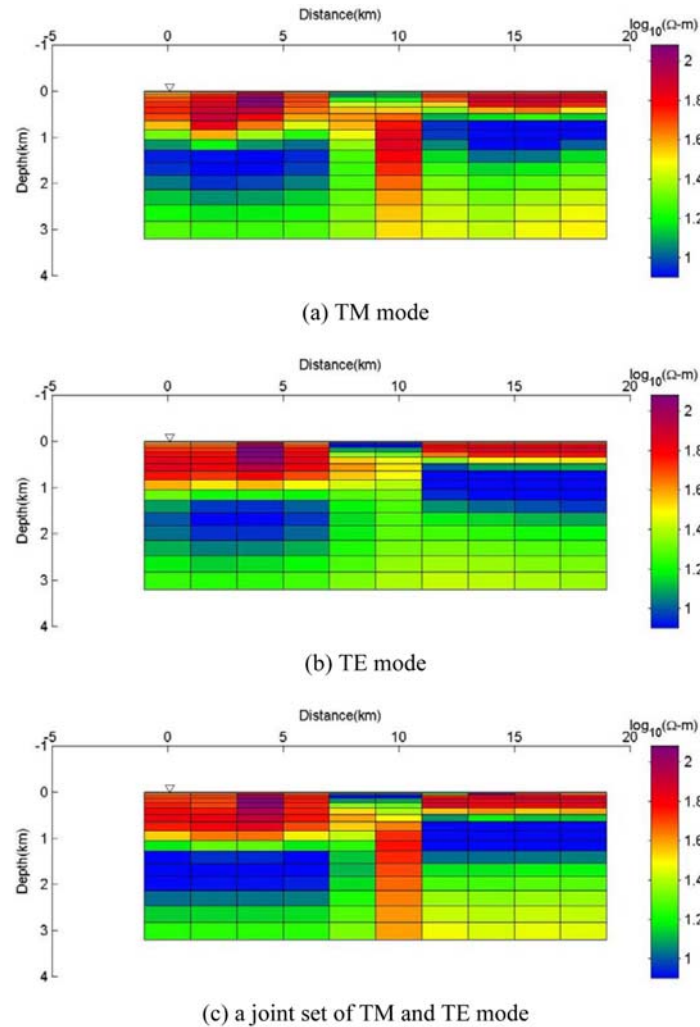 Distance(km)
-5 0 5 10 15 20
log10(Ω-m)
-1
0
1
2
3
4
Depth(km)
2
1.8
1.6
1.4
1.2
1
(a) TM mode
Distance(km)
-5 0 5 10 15 20
log10(Ω-m)
-1
0
1
2
3
4
Depth(km)
2
1.8
1.6
1.4
1.2
1
(b) TE mode
Distance(km)
-5 0 5 10 15 20
log10(Ω-m)
-1
0
1
2
3
4
Depth(km)
2
1.8
1.6
1.4
1.2
1
(c) a joint set of TM and TE mode